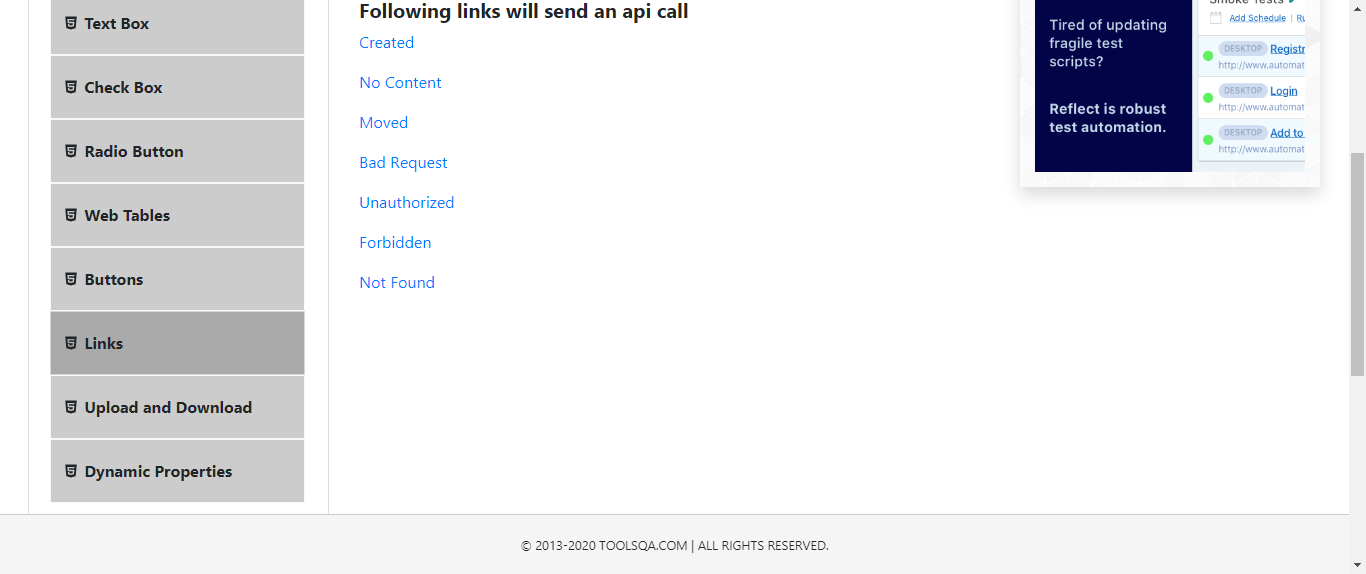 Text Box
Check Box
Radio Button
Web Tables
Buttons
Links
Upload and Download
Dynamic Properties
Following links will send an api call
Created
No Content
Moved
Bad Request
Unauthorized
Forbidden
Not Found
Tired of updating
fragile test
scripts?
Reflect is robust
test automation.
Smoke Tests
Add Schedule | Ru
DESKTOP Registr
http://www.automat
DESKTOP Login
http://www.automat
DESKTOP Add to
http://www.automat
© 2013-2020 TOOLSQA.COM | ALL RIGHTS RESERVED.